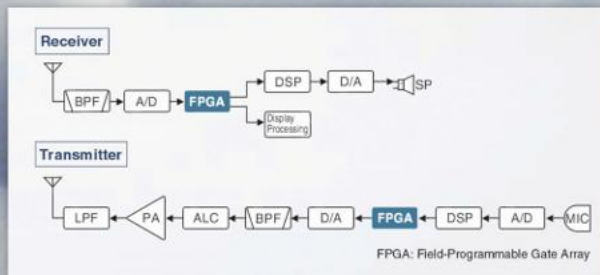 Receiver
BPF A/D FPGA DSP D/A SP
Display
Processing
Transmitter
LPF PA ALC BPF D/A FPGA DSP A/D MIC
FPGA: Field-Programmable Gate Array